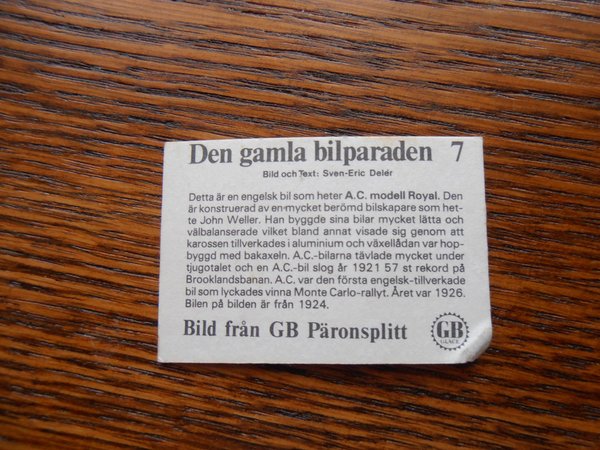 Den gamla bilparaden 7
Bild och Text: Sven-Eric Delér
Detta är en engelsk bil som heter A.C. modell Royal. Den
är konstruerad av en mycket berömd bilskapare som het-
te John Weller. Han byggde sina bilar mycket lätta och
välbalanserade vilket bland annat visade sig genom att
karossen tillverkades i aluminium och växellådan var hop-
byggd med bakaxeln. A.C.-bilarna tävlade mycket under
tjugotalet och en A.C.-bil slog år 1921 57 st rekord på
Brooklandsbanan. A.C. var den första engelsk-tillverkade
bil som lyckades vinna Monte Carlo-rallyt. Året var 1926.
Bilen på bilden är från 1924.
Bild från GB Päronsplitt
GB
GLACE